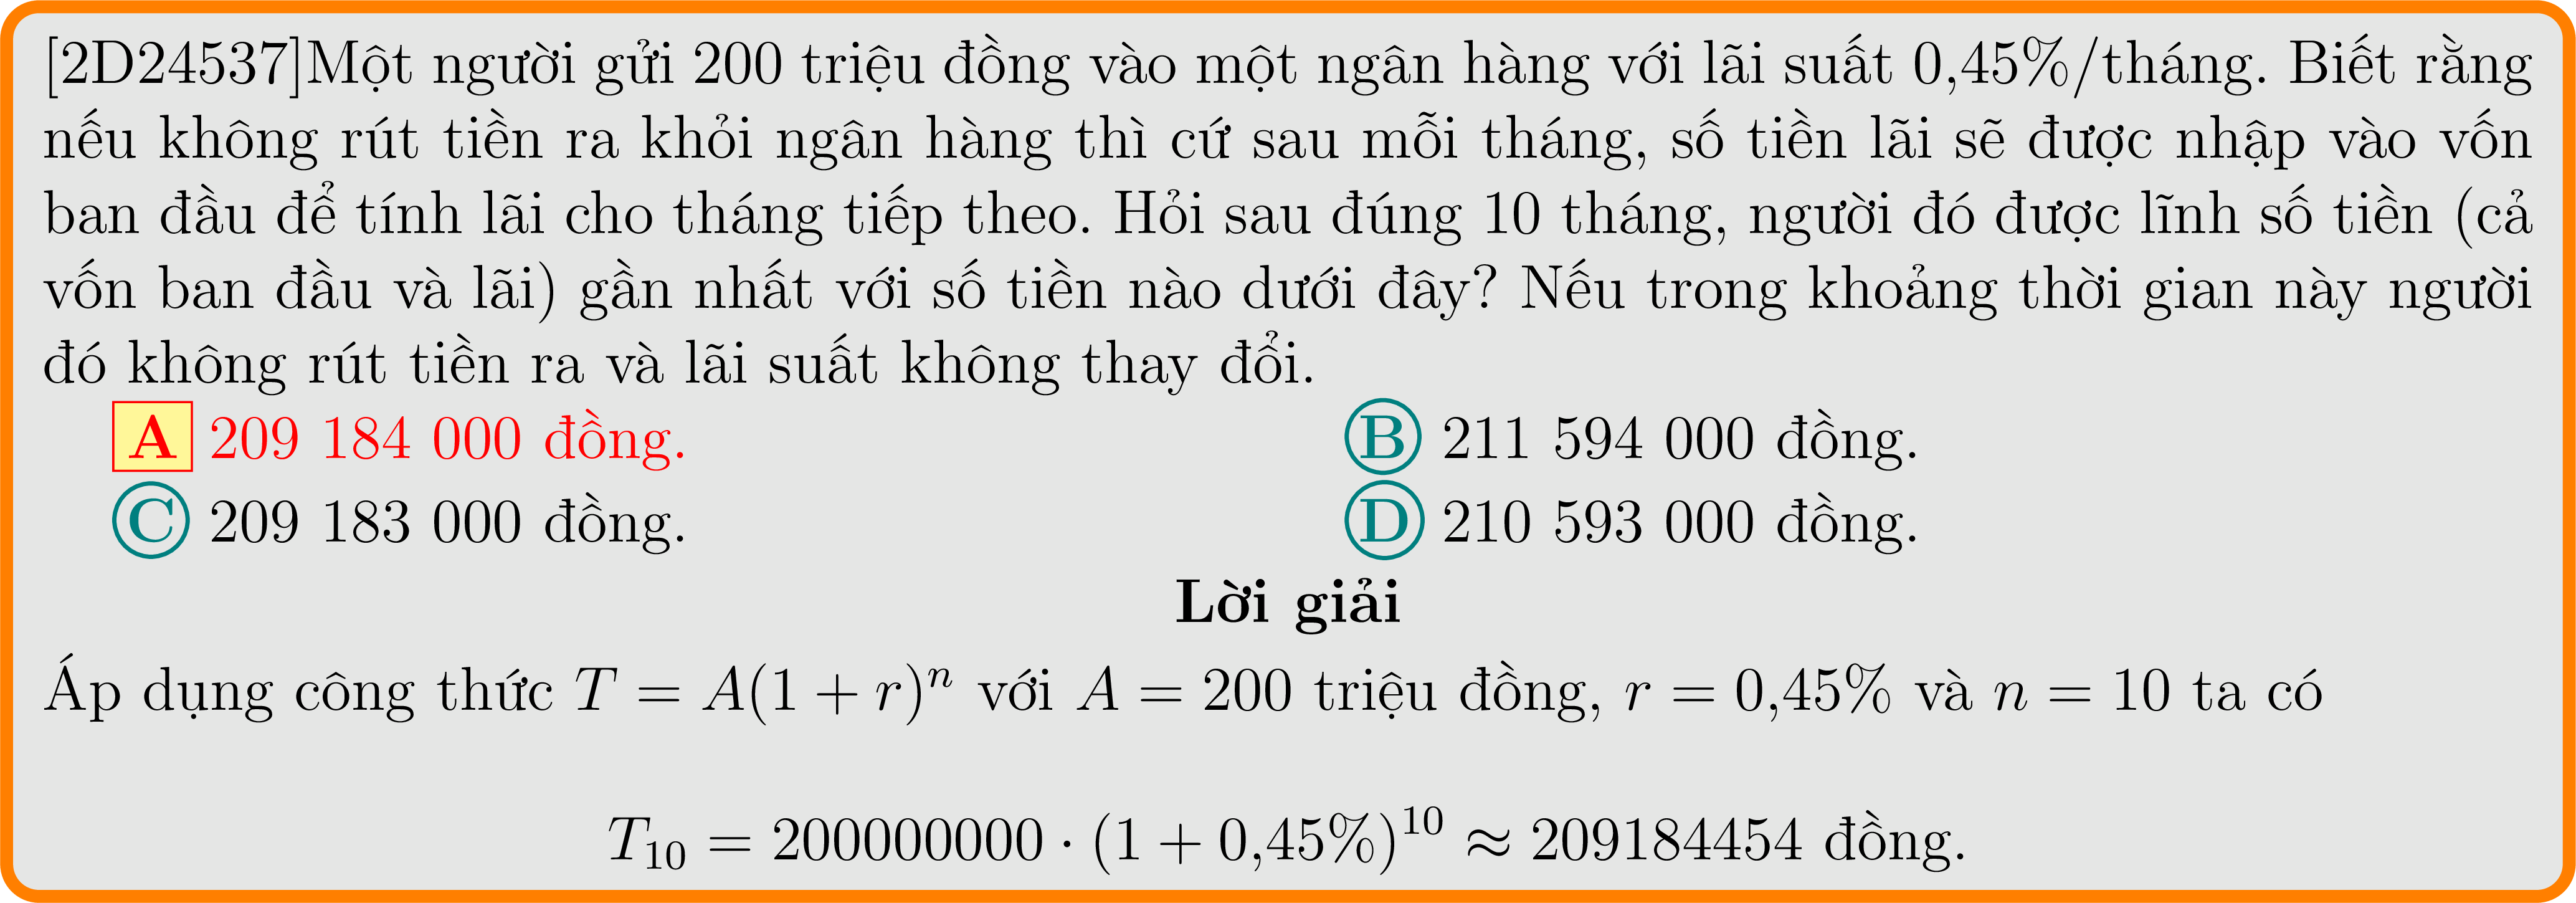 [2D24537]Một người gửi 200 triệu đồng vào một ngân hàng với lãi suất 0,45%/tháng. Biết rằng
nếu không rút tiền ra khỏi ngân hàng thì cứ sau mỗi tháng, số tiền lãi sẽ được nhập vào vốn
ban đầu để tính lãi cho tháng tiếp theo. Hỏi sau đúng 10 tháng, người đó được lĩnh số tiền (cả
vốn ban đầu và lãi) gần nhất với số tiền nào dưới đây? Nếu trong khoảng thời gian này người
đó không rút tiền ra và lãi suất không thay đổi.
A 209 184 000 đồng. B 211 594 000 đồng.
C 209 183 000 đồng. D 210 593 000 đồng.
Lời giải
Áp dụng công thức T = A(1 + r)ⁿ với A = 200 triệu đồng, r = 0,45% và n = 10 ta có
T₁₀ = 200000000 · (1 + 0,45%)¹⁰ ≈ 209184454 đồng.